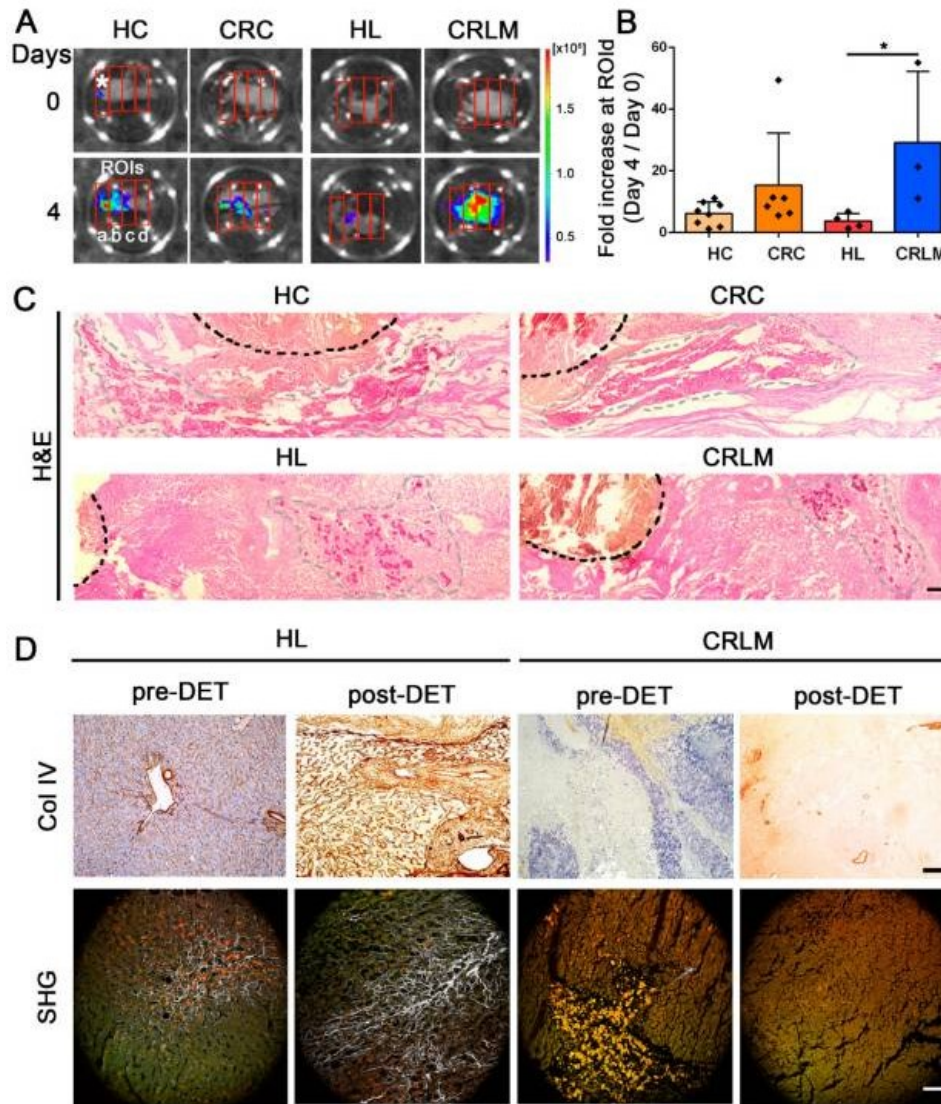 A
HC CRC HL CRLM
Days
0
4
*
ROIs
a b c d
1.5
1.0
0.5
B
Fold increase at ROId
(Day 4 / Day 0)
60
40
20
0
*
HC CRC HL CRLM
C
HC CRC
H&E
HL CRLM
D
HL CRLM
pre-DET post-DET pre-DET post-DET
Col IV
SHG